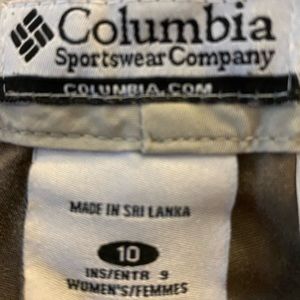 Columbia
Sportswear Company
COLUMBIA.COM
MADE IN SRI LANKA
10
INS/ENTR 9
WOMEN'S/FEMMES